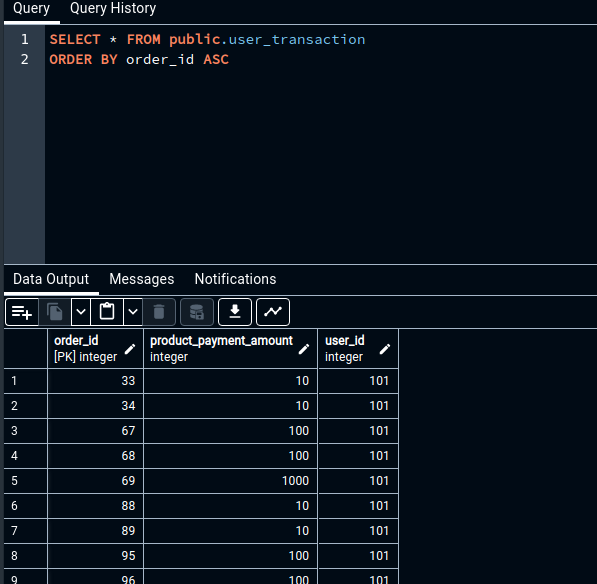 Query Query History
1 SELECT * FROM public.user_transaction
2 ORDER BY order_id ASC
Data Output Messages Notifications
order_id product_payment_amount user_id
[PK] integer integer integer
1 33 10 101
2 34 10 101
3 67 100 101
4 68 100 101
5 69 1000 101
6 88 10 101
7 89 10 101
8 95 100 101
9 96 100 101